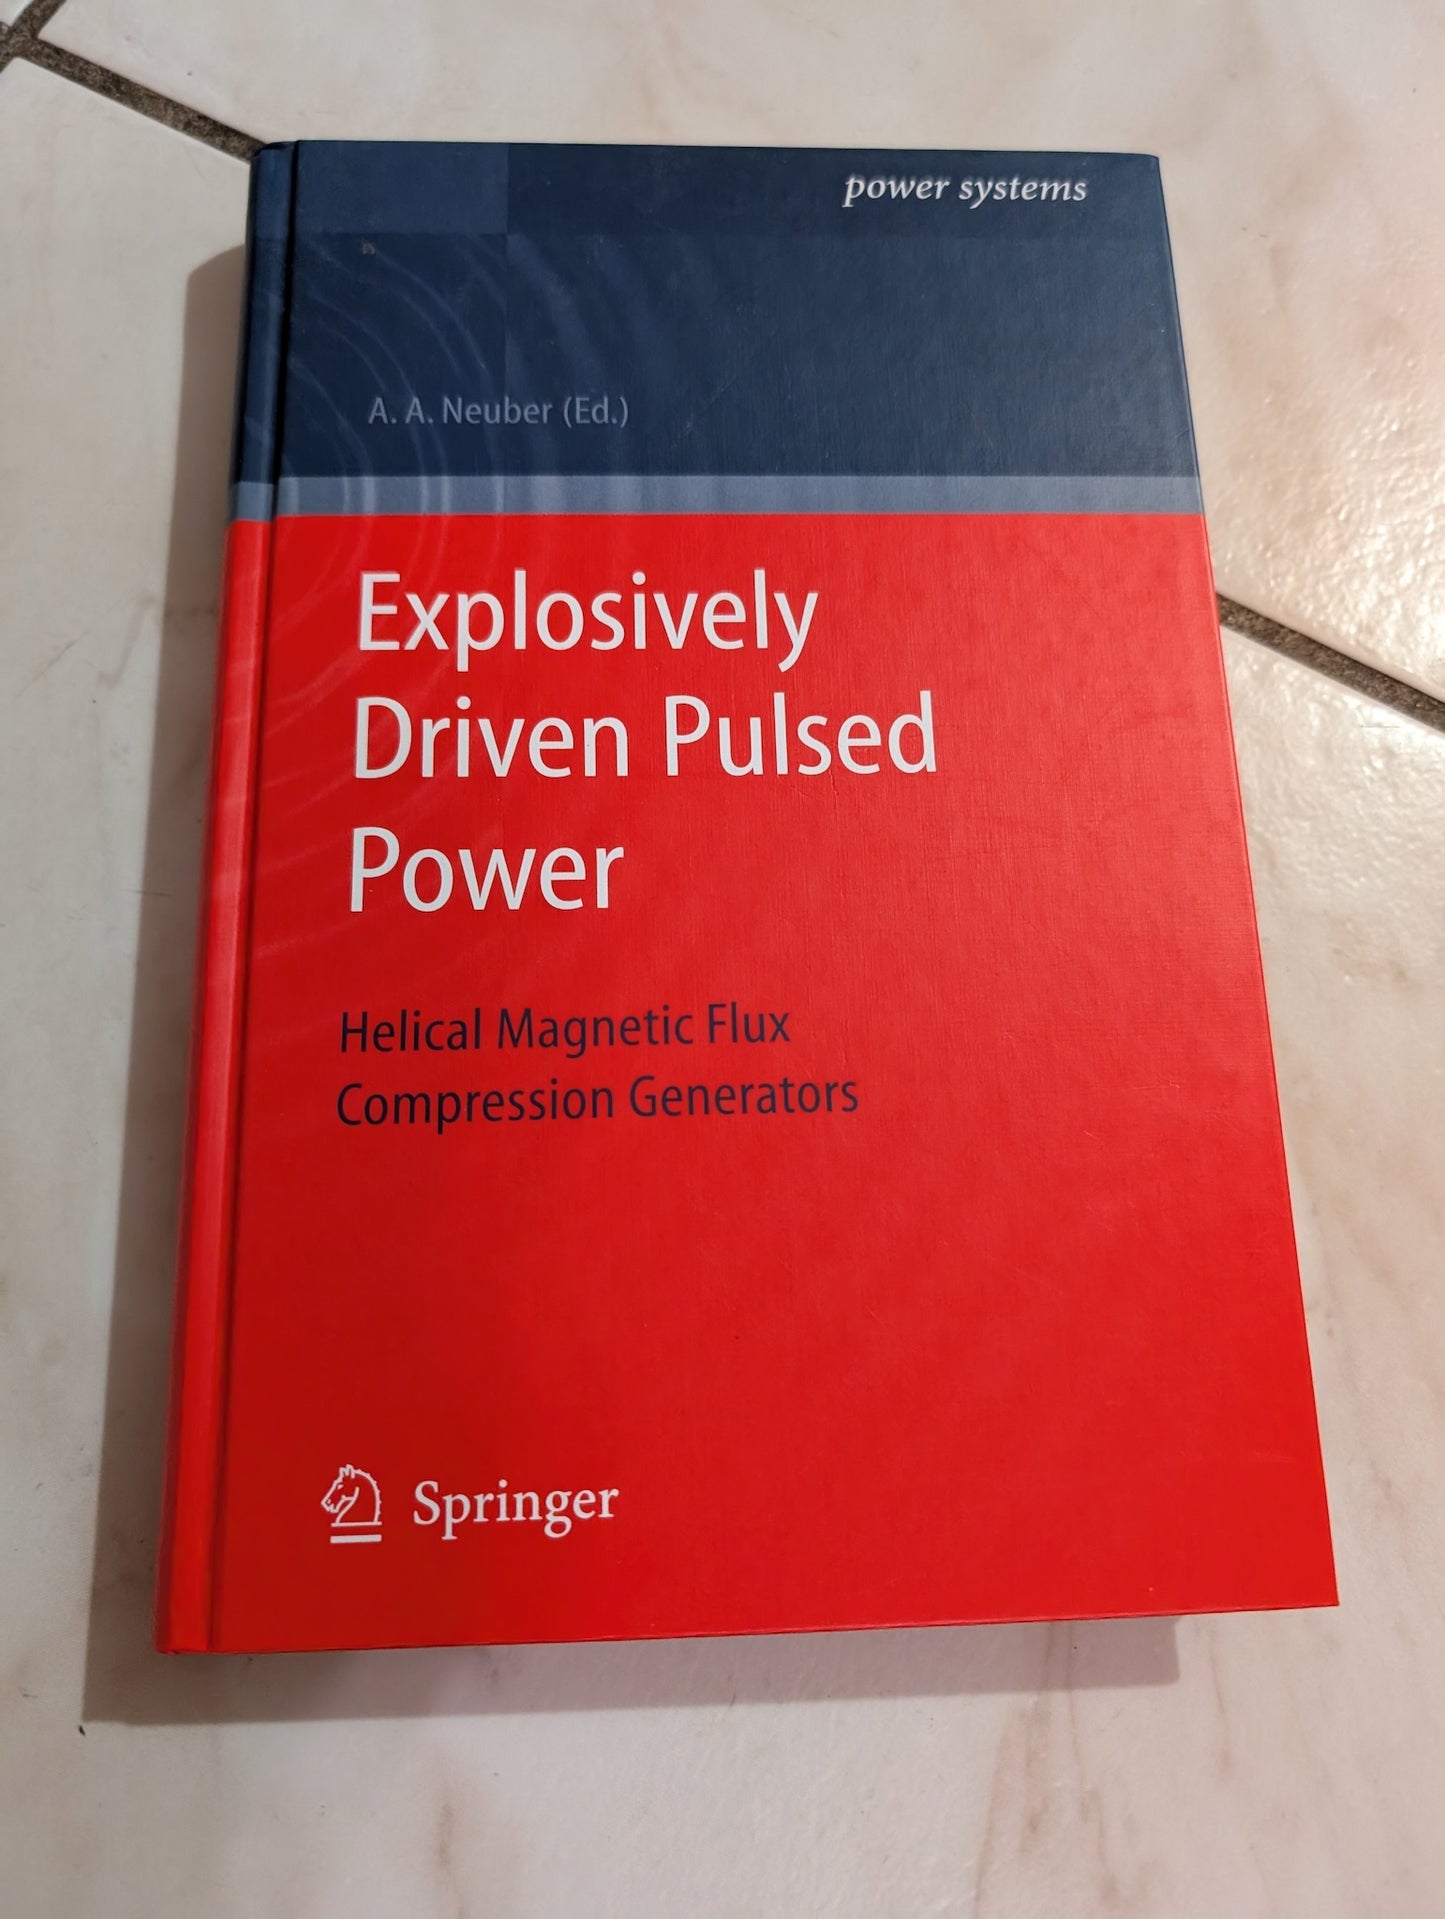 power systems
A. A. Neuber (Ed.)
Explosively
Driven Pulsed
Power
Helical Magnetic Flux
Compression Generators
Springer